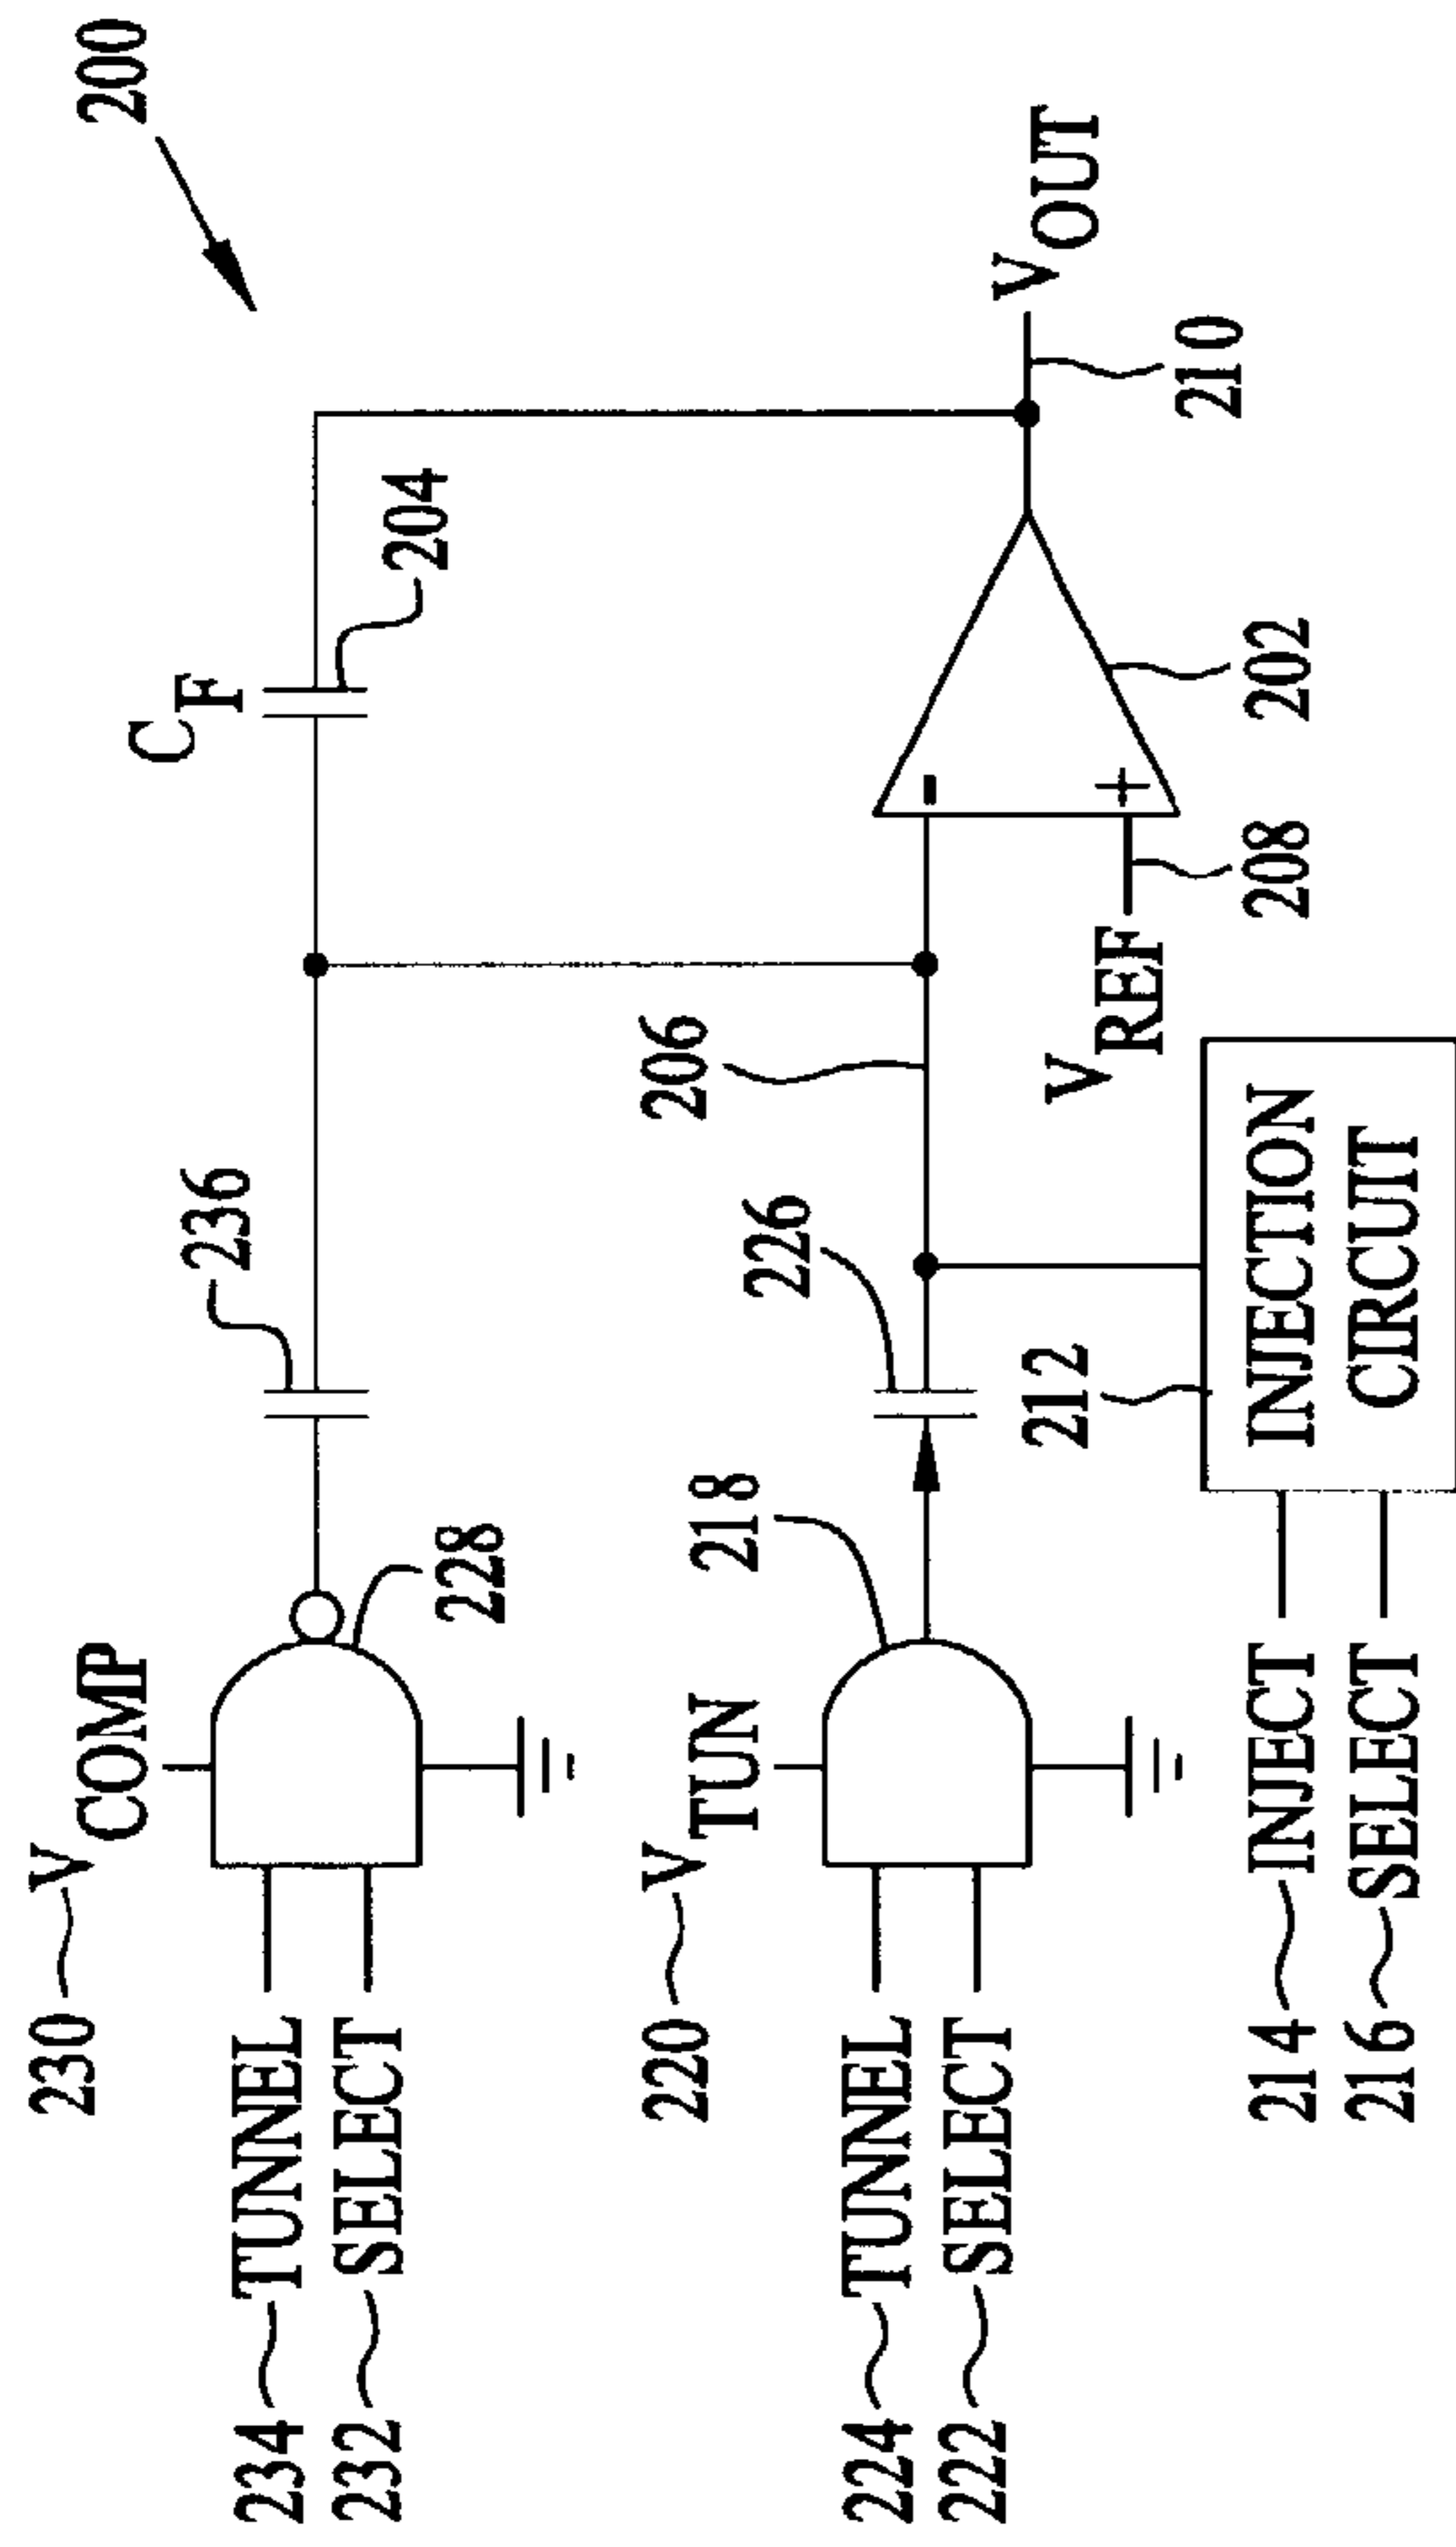 200
230 VCOMP
234 TUNNEL
232 SELECT
228
236
CF
204
220 VTUN
224 TUNNEL
222 SELECT
218
226
206
VREF
208
202
VOUT
210
212
INJECTION
CIRCUIT
214 INJECT
216 SELECT
-
+